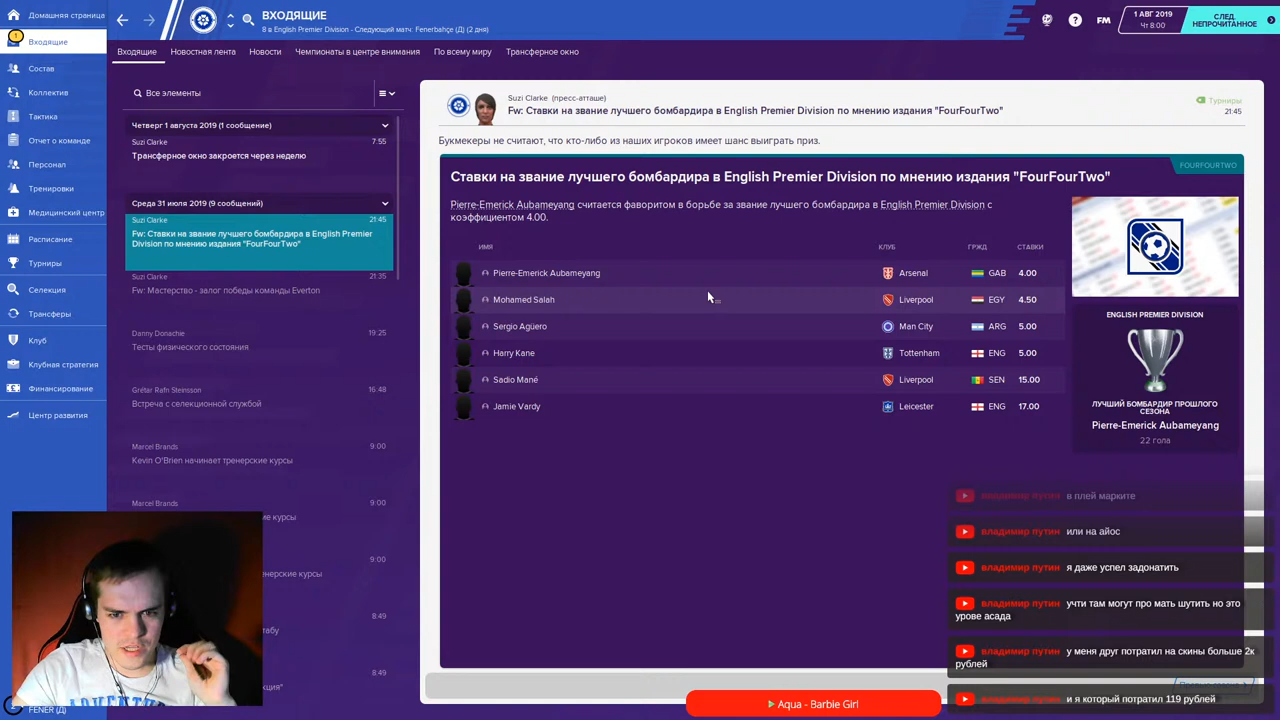 Домашняя страница
ВХОДЯЩИЕ
8 в English Premier Division - Следующий матч: Fenerbahçe (Д) (2 дня)
FM
1 АВГ 2019
Чт 8:00
СЛЕД.
НЕПРОЧИТАННОЕ
!
Входящие
Состав
Коллектив
Тактика
Отчет о команде
Персонал
Тренировки
Медицинский центр
Расписание
Турниры
Селекция
Трансферы
Клуб
Клубная стратегия
Финансирование
Центр развития
FENER (Д)
Входящие
Новостная лента
Новости
Чемпионаты в центре внимания
По всему миру
Трансферное окно
Все элементы
Четверг 1 августа 2019 (1 сообщение)
Suzi Clarke 7:55
Трансферное окно закроется через неделю
Среда 31 июля 2019 (9 сообщений)
Suzi Clarke 21:45
Fw: Ставки на звание лучшего бомбардира в English Premier
Division по мнению издания "FourFourTwo"
Suzi Clarke 21:35
Fw: Мастерство - залог победы команды Everton
Danny Donachie 19:25
Тесты физического состояния
Grétar Rafn Steinsson 16:48
Встреча с селекционной службой
Marcel Brands 9:00
Kevin O'Brien начинает тренерские курсы
Marcel Brands 9:00
ие курсы
9:00
енерские курсы
8:49
табу
8:49
кция"
Suzi Clarke (пресс-атташе)
Fw: Ставки на звание лучшего бомбардира в English Premier Division по мнению издания "FourFourTwo"
Турниры
21:45
Букмекеры не считают, что кто-либо из наших игроков имеет шанс выиграть приз.
FOURFOURTWO
Ставки на звание лучшего бомбардира в English Premier Division по мнению издания "FourFourTwo"
Pierre-Emerick Aubameyang считается фаворитом в борьбе за звание лучшего бомбардира в English Premier Division с
коэффициентом 4.00.
ИМЯ КЛУБ ГРЖД СТАВКИ
Pierre-Emerick Aubameyang Arsenal GAB 4.00
Mohamed Salah Liverpool EGY 4.50
Sergio Agüero Man City ARG 5.00
Harry Kane Tottenham ENG 5.00
Sadio Mané Liverpool SEN 15.00
Jamie Vardy Leicester ENG 17.00
ENGLISH PREMIER DIVISION
ЛУЧШИЙ БОМБАРДИР ПРОШЛОГО
СЕЗОНА
Pierre-Emerick Aubameyang
22 гола
владимир путин в плей марките
владимир путин или на айос
владимир путин я даже успел задонатить
владимир путин учти там могут про мать шутить но это
урове асада
владимир путин у меня друг потратил на скины больше 2к
рублей
владимир путин и я который потратил 119 рублей
Aqua - Barbie Girl